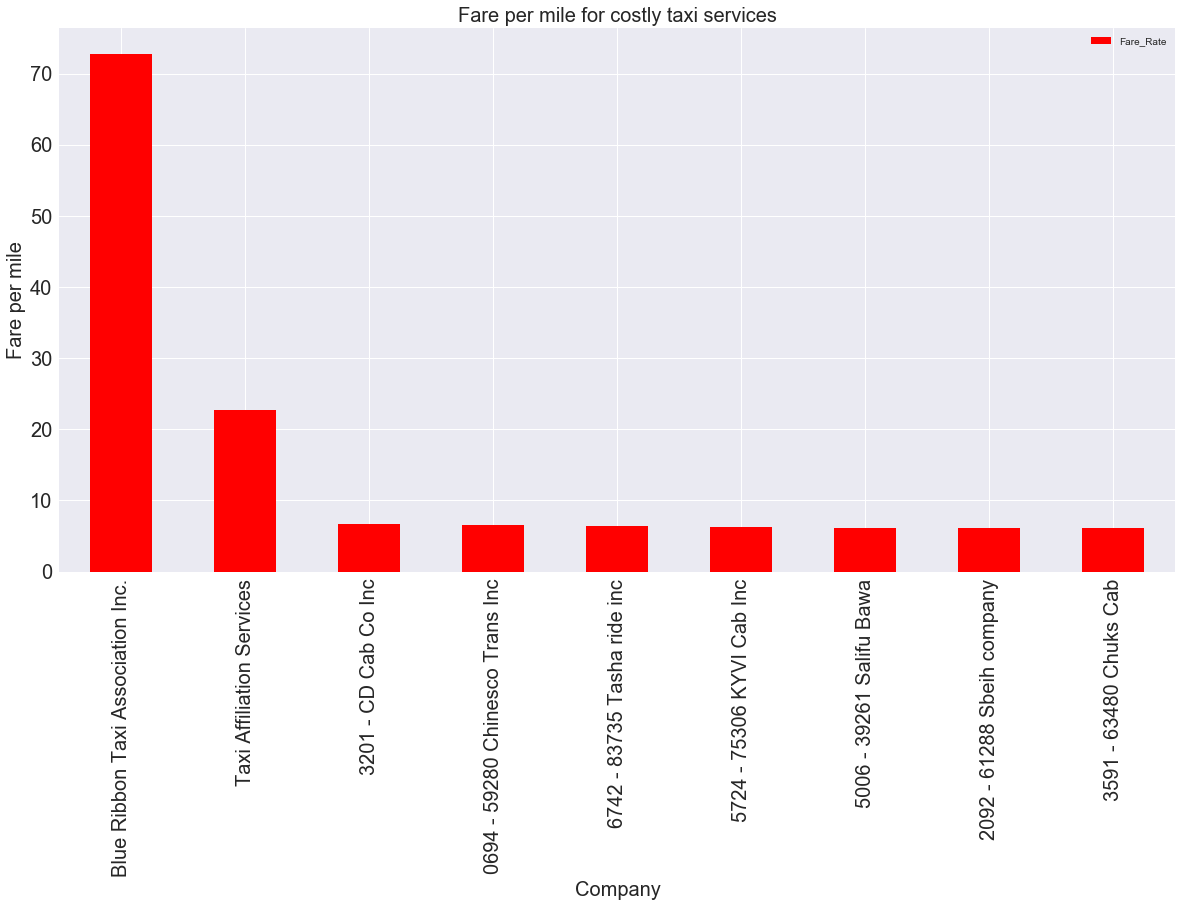 Fare per mile for costly taxi services
Fare_Rate
Fare per mile
70
60
50
40
30
20
10
0
Blue Ribbon Taxi Association Inc.
Taxi Affiliation Services
3201 - CD Cab Co Inc
0694 - 59280 Chinesco Trans Inc
6742 - 83735 Tasha ride inc
5724 - 75306 KYVI Cab Inc
5006 - 39261 Salifu Bawa
2092 - 61288 Sbeih company
3591 - 63480 Chuks Cab
Company